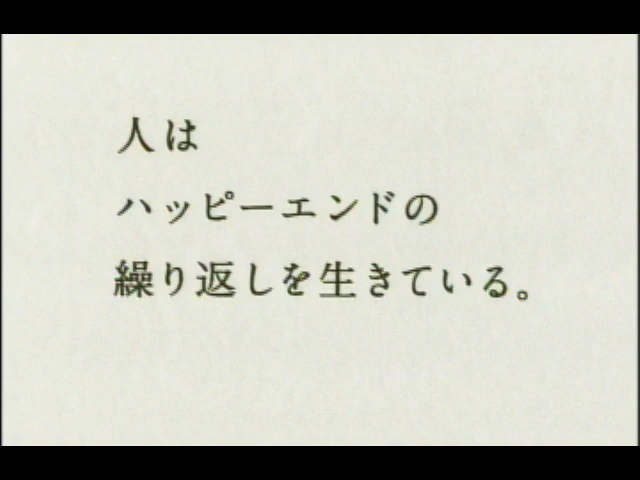 人は
ハッピーエンドの
繰り返しを生きている。